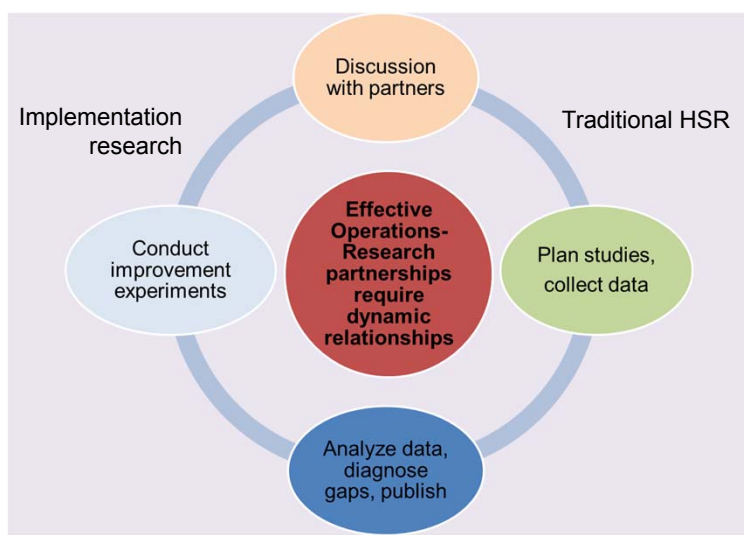 Discussion
with partners
Implementation
research
Traditional HSR
Effective
Operations-
Research
partnerships
require
dynamic
relationships
Conduct
improvement
experiments
Plan studies,
collect data
Analyze data,
diagnose
gaps, publish